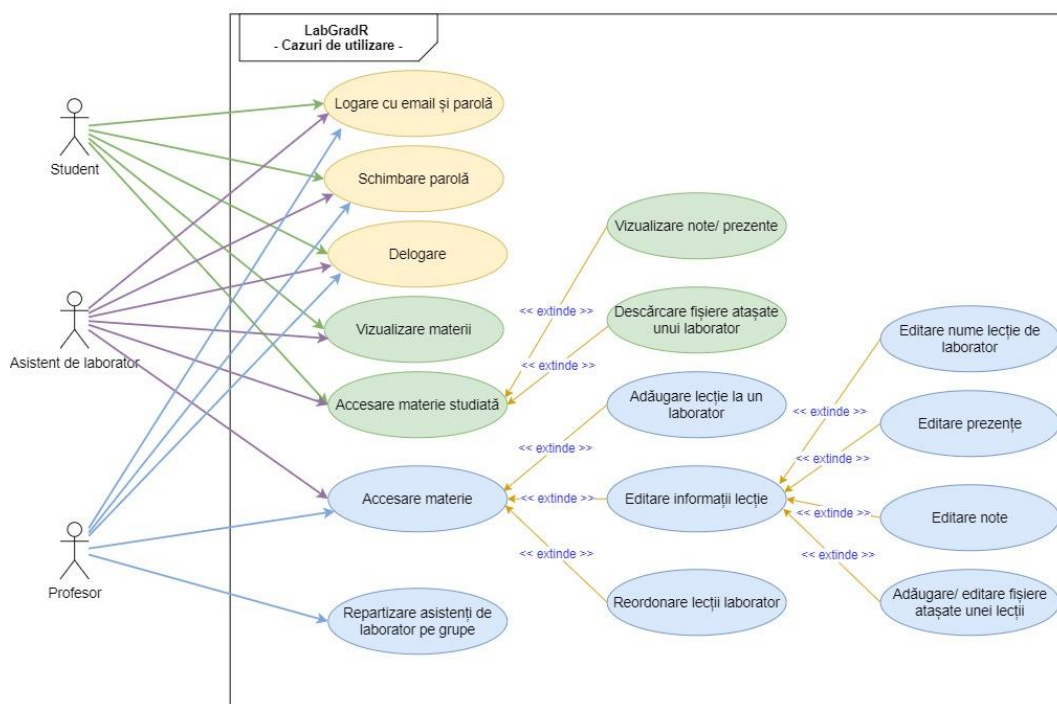 LabGradR
- Cazuri de utilizare -
Student
Asistent de laborator
Profesor
Logare cu email și parolă
Schimbare parolă
Delogare
Vizualizare materii
Accesare materie studiată
Accesare materie
Repartizare asistenți de
laborator pe grupe
Vizualizare note/ prezente
<< extinde >>
Descărcare fișiere atașate
unui laborator
<< extinde >>
Adăugare lecție la un
laborator
<< extinde >>
Editare informații lecție
<< extinde >>
Reordonare lecții laborator
<< extinde >>
Editare nume lecție de
laborator
<< extinde >>
Editare prezențe
<< extinde >>
Editare note
<< extinde >>
Adăugare/ editare fișiere
atașate unei lecții
<< extinde >>